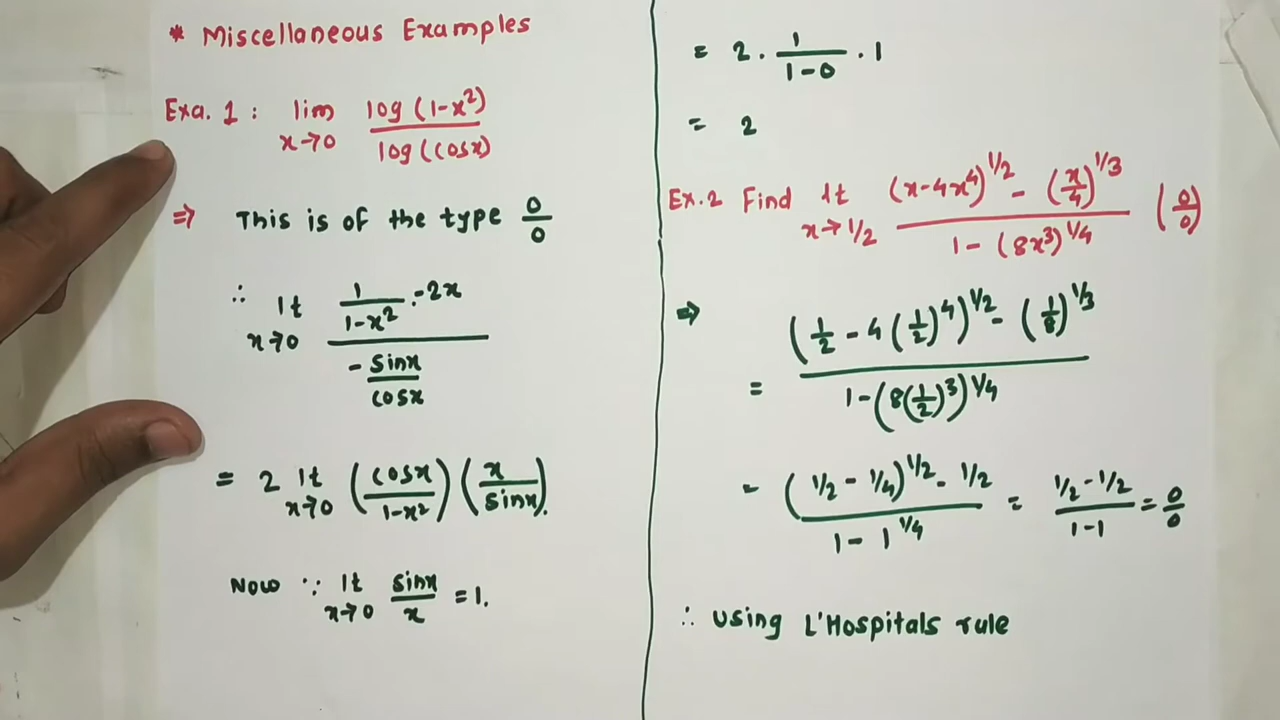 * Miscellaneous Examples
Exa. 1 : lim x→0 log (1-x²) / log (cosx)
⇒ This is of the type 0/0
∴ lt x→0 (1/(1-x²) · -2x) / (- sinx/cosx)
= 2 lt x→0 (cosx/(1-x²)) (x/sinx).
Now ∵ lt x→0 sinx/x = 1.
= 2 . 1/(1-0) . 1
= 2
Ex. 2 Find lt x→1/2 ((x-4x⁴)^1/2 - (x/4)^1/3) / (1 - (8x³)^1/4) (0/0)
⇒
= ((1/2 - 4(1/2)⁴)^1/2 - (1/8)^1/3) / (1-(8(1/2)³)^1/4)
= ((1/2 - 1/4)^1/2 - 1/2) / (1 - 1^1/4) = (1/2 - 1/2) / (1-1) = 0/0
∴ using L'Hospitals rule